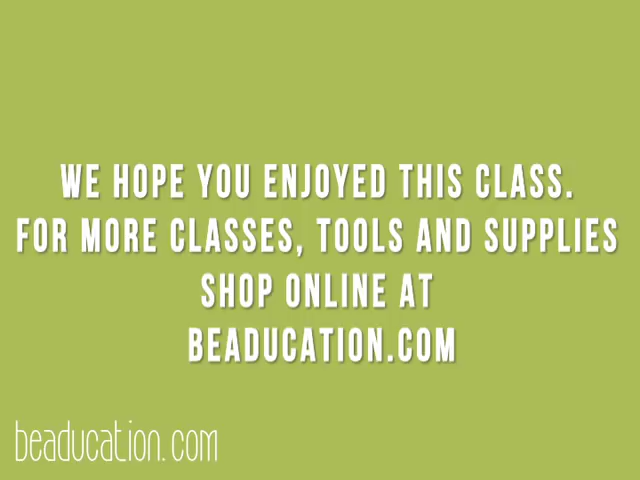 WE HOPE YOU ENJOYED THIS CLASS.
FOR MORE CLASSES, TOOLS AND SUPPLIES
SHOP ONLINE AT
BEADUCATION.COM
beaducation.com